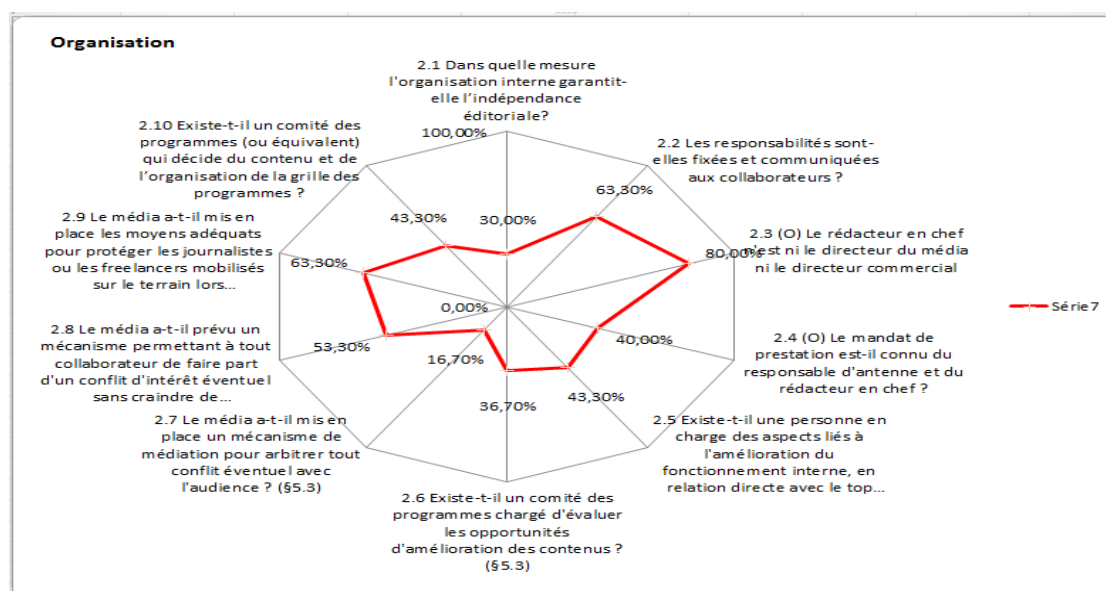 Organisation
2.1 Dans quelle mesure
l'organisation interne garantit-
elle l’indépendance
éditoriale?
100,00%
2.2 Les responsabilités sont-
elles fixées et communiquées
aux collaborateurs ?
63,30%
2.3 (O) Le rédacteur en chef
n'est ni le directeur du média
ni le directeur commercial
80,00%
2.4 (O) Le mandat de
prestation est-il connu du
responsable d'antenne et du
rédacteur en chef ?
40,00%
2.5 Existe-t-il une personne en
charge des aspects liés à
l'amélioration du
fonctionnement interne, en
relation directe avec le top...
43,30%
2.6 Existe-t-il un comité des
programmes chargé d'évaluer
les opportunités
d'amélioration des contenus ?
(§5.3)
36,70%
2.7 Le média a-t-il mis en
place un mécanisme de
médiation pour arbitrer tout
conflit éventuel avec
l'audience ? (§5.3)
16,70%
2.8 Le média a-t-il prévu un
mécanisme permettant à tout
collaborateur de faire part
d'un conflit d'intérêt éventuel
sans craindre de...
53,30%
2.9 Le média a-t-il mis en
place les moyens adéquats
pour protéger les journalistes
ou les freelancers mobilisés
sur le terrain lors...
63,30%
2.10 Existe-t-il un comité des
programmes (ou équivalent)
qui décide du contenu et de
l’organisation de la grille des
programmes ?
43,30%
30,00%
0,00%
Série7